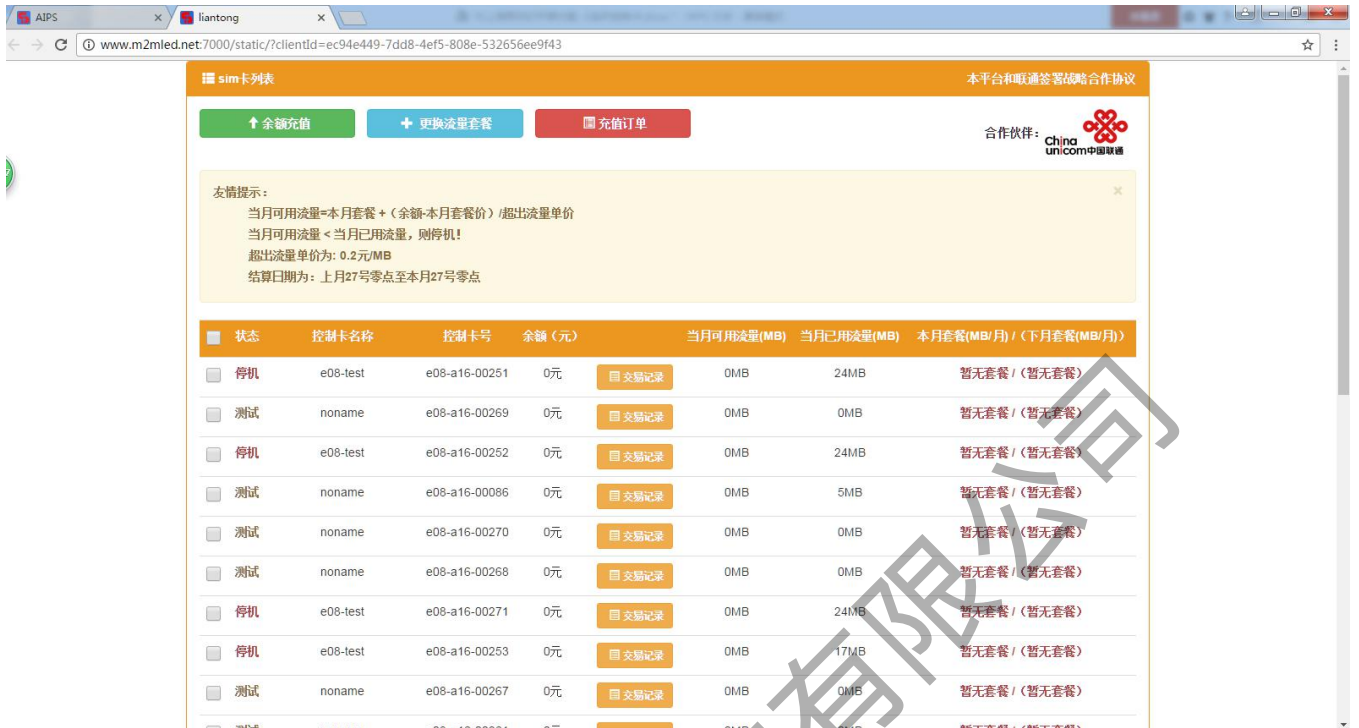 AIPS
liantong
www.m2mled.net:7000/static/?clientId=ec94e449-7dd8-4ef5-808e-532656ee9f43
sim卡列表 本平台和联通签署战略合作协议
余额充值 更换流量套餐 充值订单 合作伙伴： China unicom中国联通
友情提示：
当月可用流量=本月套餐 +（余额-本月套餐价）/超出流量单价
当月可用流量 < 当月已用流量，则停机！
超出流量单价为: 0.2元/MB
结算日期为：上月27号零点至本月27号零点
状态 控制卡名称 控制卡号 余额（元） 当月可用流量(MB) 当月已用流量(MB) 本月套餐(MB/月) /（下月套餐(MB/月)）
停机 e08-test e08-a16-00251 0元 交易记录 0MB 24MB 暂无套餐 /（暂无套餐）
测试 noname e08-a16-00269 0元 交易记录 0MB 0MB 暂无套餐 /（暂无套餐）
停机 e08-test e08-a16-00252 0元 交易记录 0MB 24MB 暂无套餐 /（暂无套餐）
测试 noname e08-a16-00086 0元 交易记录 0MB 5MB 暂无套餐 /（暂无套餐）
测试 noname e08-a16-00270 0元 交易记录 0MB 0MB 暂无套餐 /（暂无套餐）
测试 noname e08-a16-00268 0元 交易记录 0MB 0MB 暂无套餐 /（暂无套餐）
停机 e08-test e08-a16-00271 0元 交易记录 0MB 24MB 暂无套餐 /（暂无套餐）
停机 e08-test e08-a16-00253 0元 交易记录 0MB 17MB 暂无套餐 /（暂无套餐）
测试 noname e08-a16-00267 0元 交易记录 0MB 0MB 暂无套餐 /（暂无套餐）
有限公司